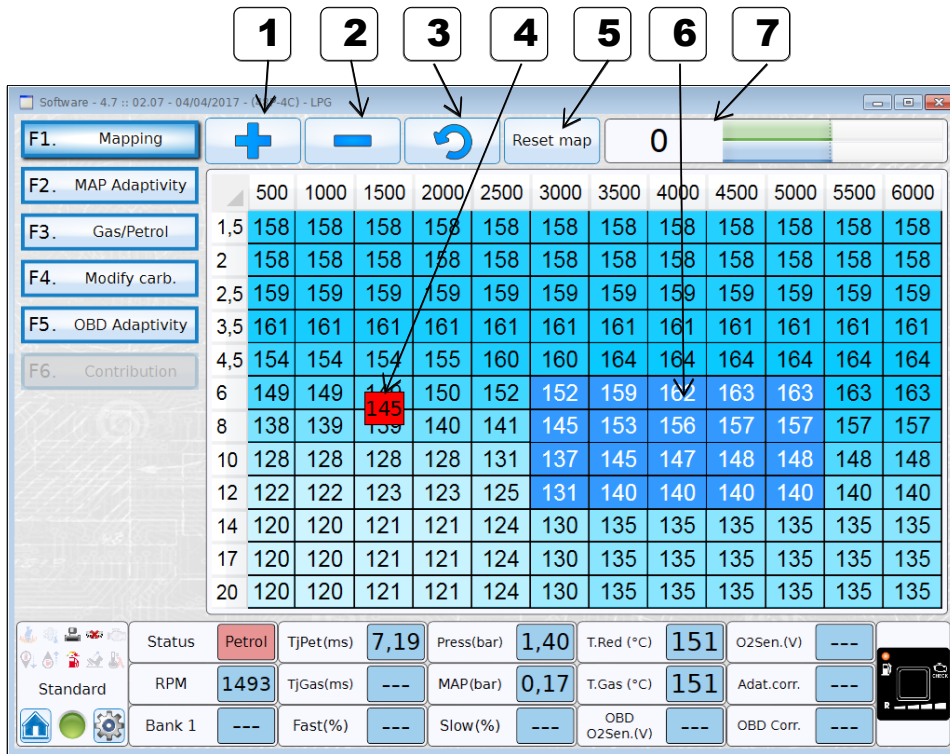 1 2 3 4 5 6 7
Software - 4.7 :: 02.07 - 04/04/2017 - -4C) - LPG
F1. Mapping
Reset map
0
F2. MAP Adaptivity
F3. Gas/Petrol
F4. Modify carb.
F5. OBD Adaptivity
F6. Contribution
500 1000 1500 2000 2500 3000 3500 4000 4500 5000 5500 6000
1,5 158 158 158 158 158 158 158 158 158 158 158 158
2 158 158 158 158 158 158 158 158 158 158 158 158
2,5 159 159 159 159 159 159 159 159 159 159 159 159
3,5 161 161 161 161 161 161 161 161 161 161 161 161
4,5 154 154 154 155 160 160 164 164 164 164 164 164
6 149 149 150 152 152 159 162 163 163 163 163
145
8 138 139 139 140 141 145 153 156 157 157 157 157
10 128 128 128 128 131 137 145 147 148 148 148 148
12 122 122 123 123 125 131 140 140 140 140 140 140
14 120 120 121 121 124 130 135 135 135 135 135 135
17 120 120 121 121 124 130 135 135 135 135 135 135
20 120 120 121 121 124 130 135 135 135 135 135 135
Status Petrol TjPet(ms) 7,19 Press(bar) 1,40 T.Red (°C) 151 O2Sen.(V) ---
Standard RPM 1493 TjGas(ms) --- MAP(bar) 0,17 T.Gas (°C) 151 Adat.corr. ---
Bank 1 --- Fast(%) --- Slow(%) --- OBD O2Sen.(V) --- OBD Corr. ---
CHECK
R